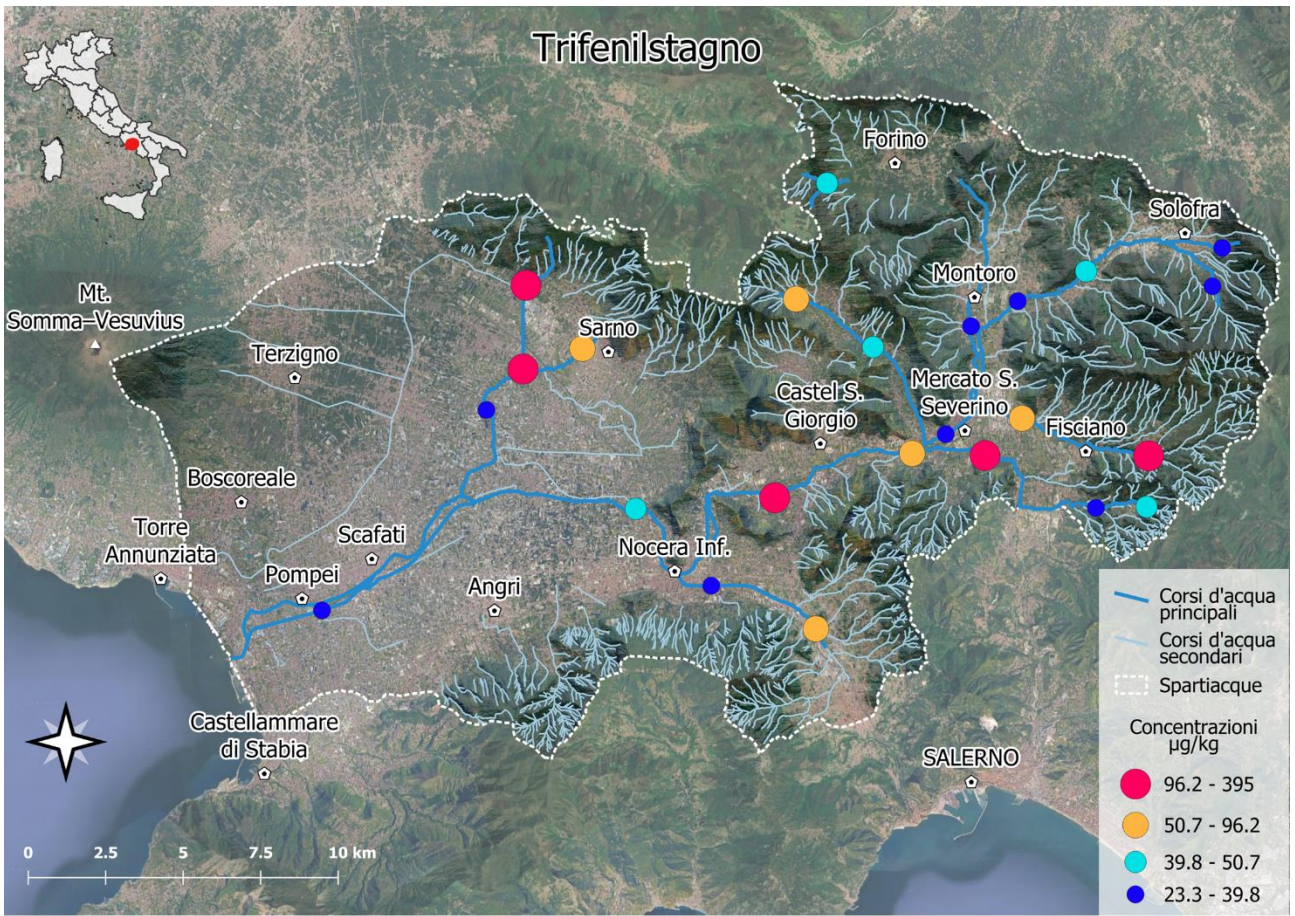 Trifenilstagno
Forino
Solofra
Montoro
Mt.
Somma–Vesuvius
Sarno
Terzigno
Mercato S.
Severino
Castel S.
Giorgio
Fisciano
Boscoreale
Torre
Annunziata
Scafati
Nocera Inf.
Pompei
Angri
Castellammare
di Stabia
SALERNO
0 2.5 5 7.5 10 km
Corsi d'acqua
principali
Corsi d'acqua
secondari
Spartiacque
Concentrazioni
µg/kg
96.2 - 395
50.7 - 96.2
39.8 - 50.7
23.3 - 39.8